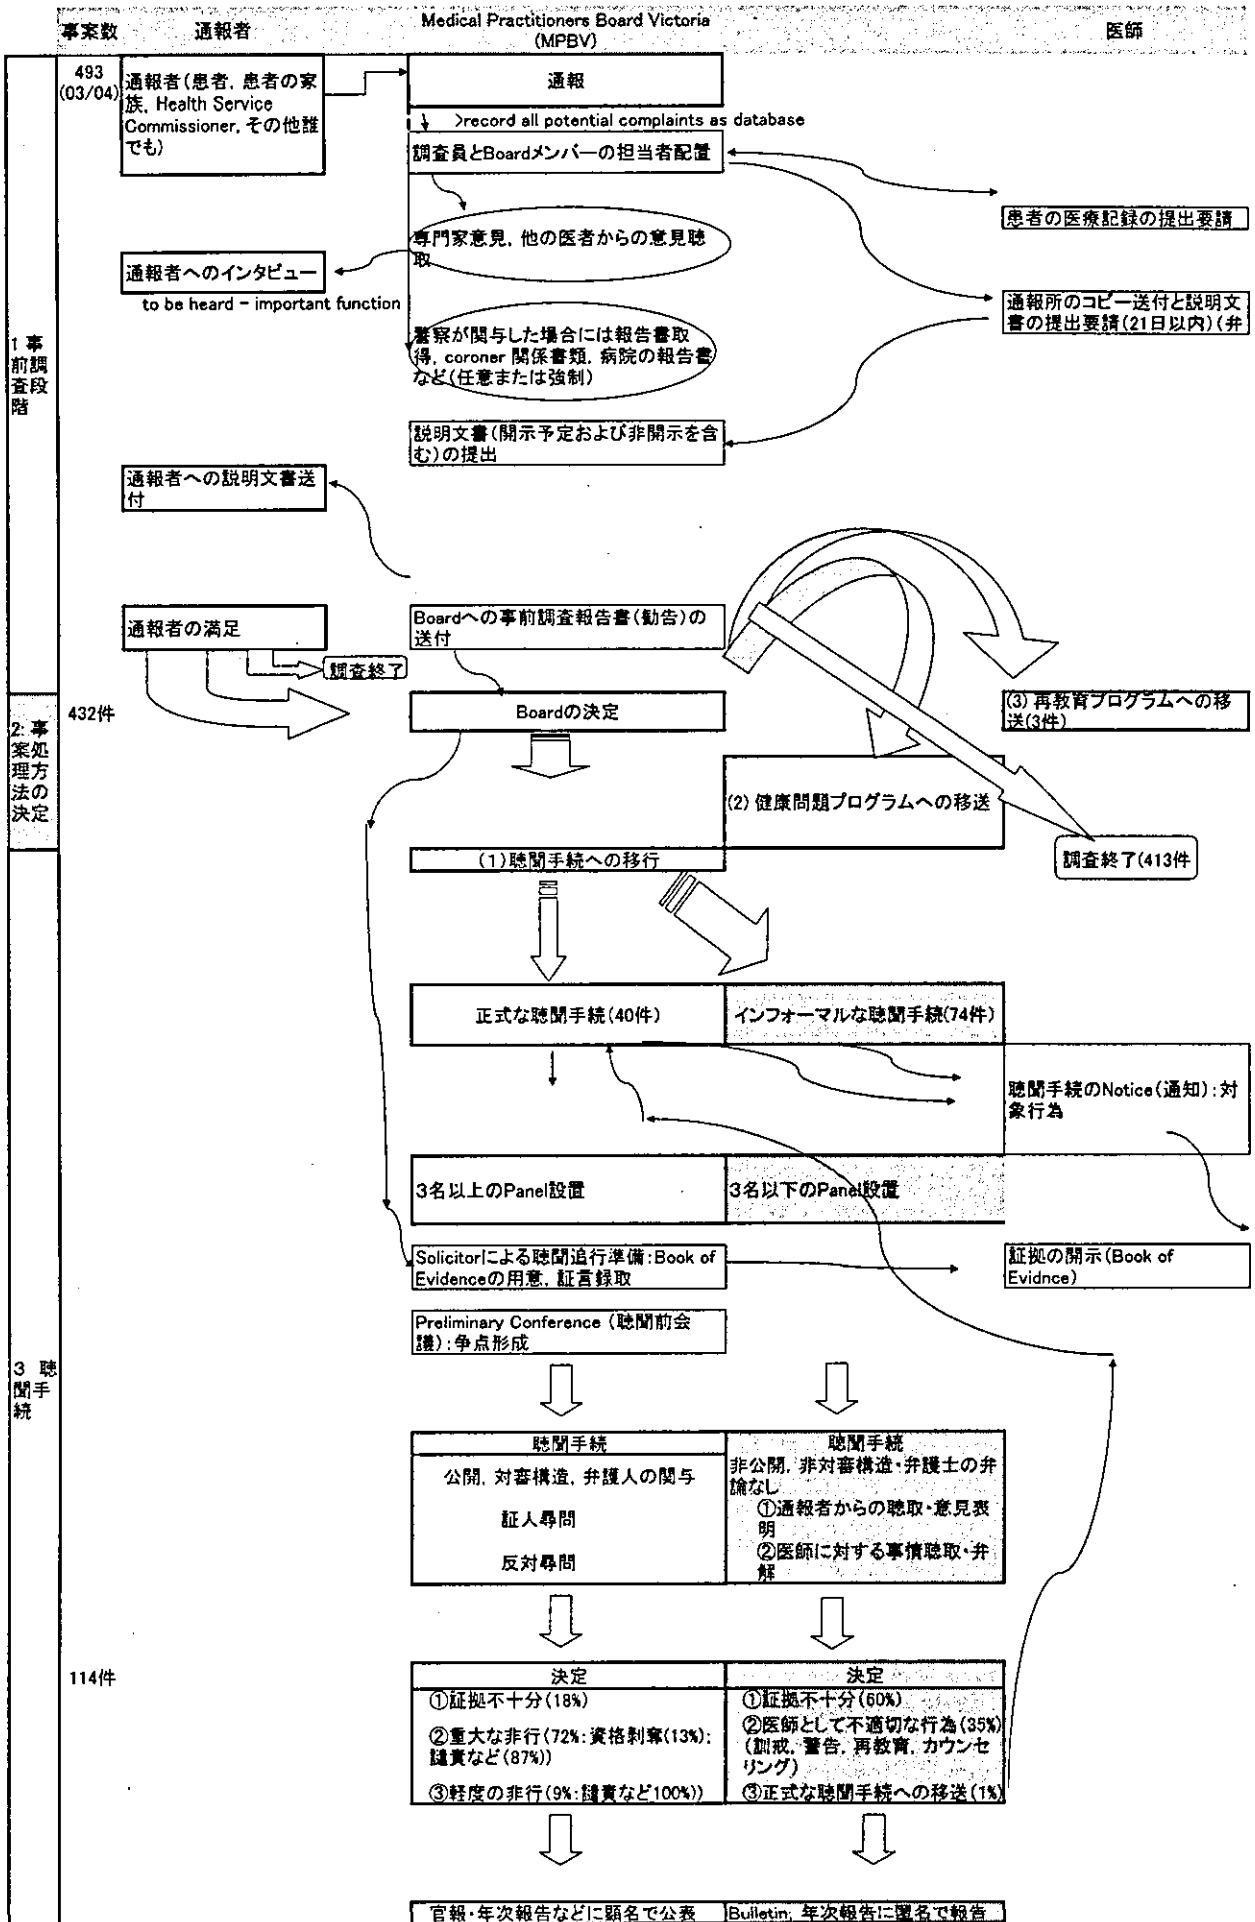 事案数
通報者
Medical Practitioners Board Victoria
(MPBV)
医師
1 事
前調
査段
階
493
(03/04)
通報者(患者, 患者の家
族, Health Service
Commissioner, その他誰
でも)
通報
>record all potential complaints as database
調査員とBoardメンバーの担当者配置
患者の医療記録の提出要請
専門家意見, 他の医者からの意見聴
取
通報者へのインタビュー
to be heard - important function
通報所のコピー送付と説明文
書の提出要請(21日以内)(弁
警察が関与した場合には報告書取
得, coroner 関係書類, 病院の報告書
など(任意または強制)
説明文書(開示予定および非開示を含
む)の提出
通報者への説明文書送
付
通報者の満足
Boardへの事前調査報告書(勧告)の
送付
調査終了
2: 事
案処
理方
法の
決定
432件
Boardの決定
(3) 再教育プログラムへの移
送(3件)
(2) 健康問題プログラムへの移送
調査終了(413件
(1)聴聞手続への移行
3 聴
聞手
続
正式な聴聞手続(40件)
インフォーマルな聴聞手続(74件)
聴聞手続のNotice(通知):対
象行為
3名以上のPanel設置
3名以下のPanel設置
Solicitorによる聴聞追行準備:Book of
Evidenceの用意, 証言録取
証拠の開示(Book of
Evidnce)
Preliminary Conference (聴聞前会
議):争点形成
聴聞手続
公開, 対審構造, 弁護人の関与
証人尋問
反対尋問
聴聞手続
非公開, 非対審構造・弁護士の弁
論なし
①通報者からの聴取・意見表
明
②医師に対する事情聴取・弁
解
114件
決定
①証拠不十分(18%)
②重大な非行(72%:資格剥奪(13%):
譴責など(87%))
③軽度の非行(9%:譴責など100%))
決定
①証拠不十分(60%)
②医師として不適切な行為(35%)
(訓戒, 警告, 再教育, カウンセ
リング)
③正式な聴聞手続への移送(1%)
官報・年次報告などに顕名で公表
Bulletin, 年次報告に匿名で報告